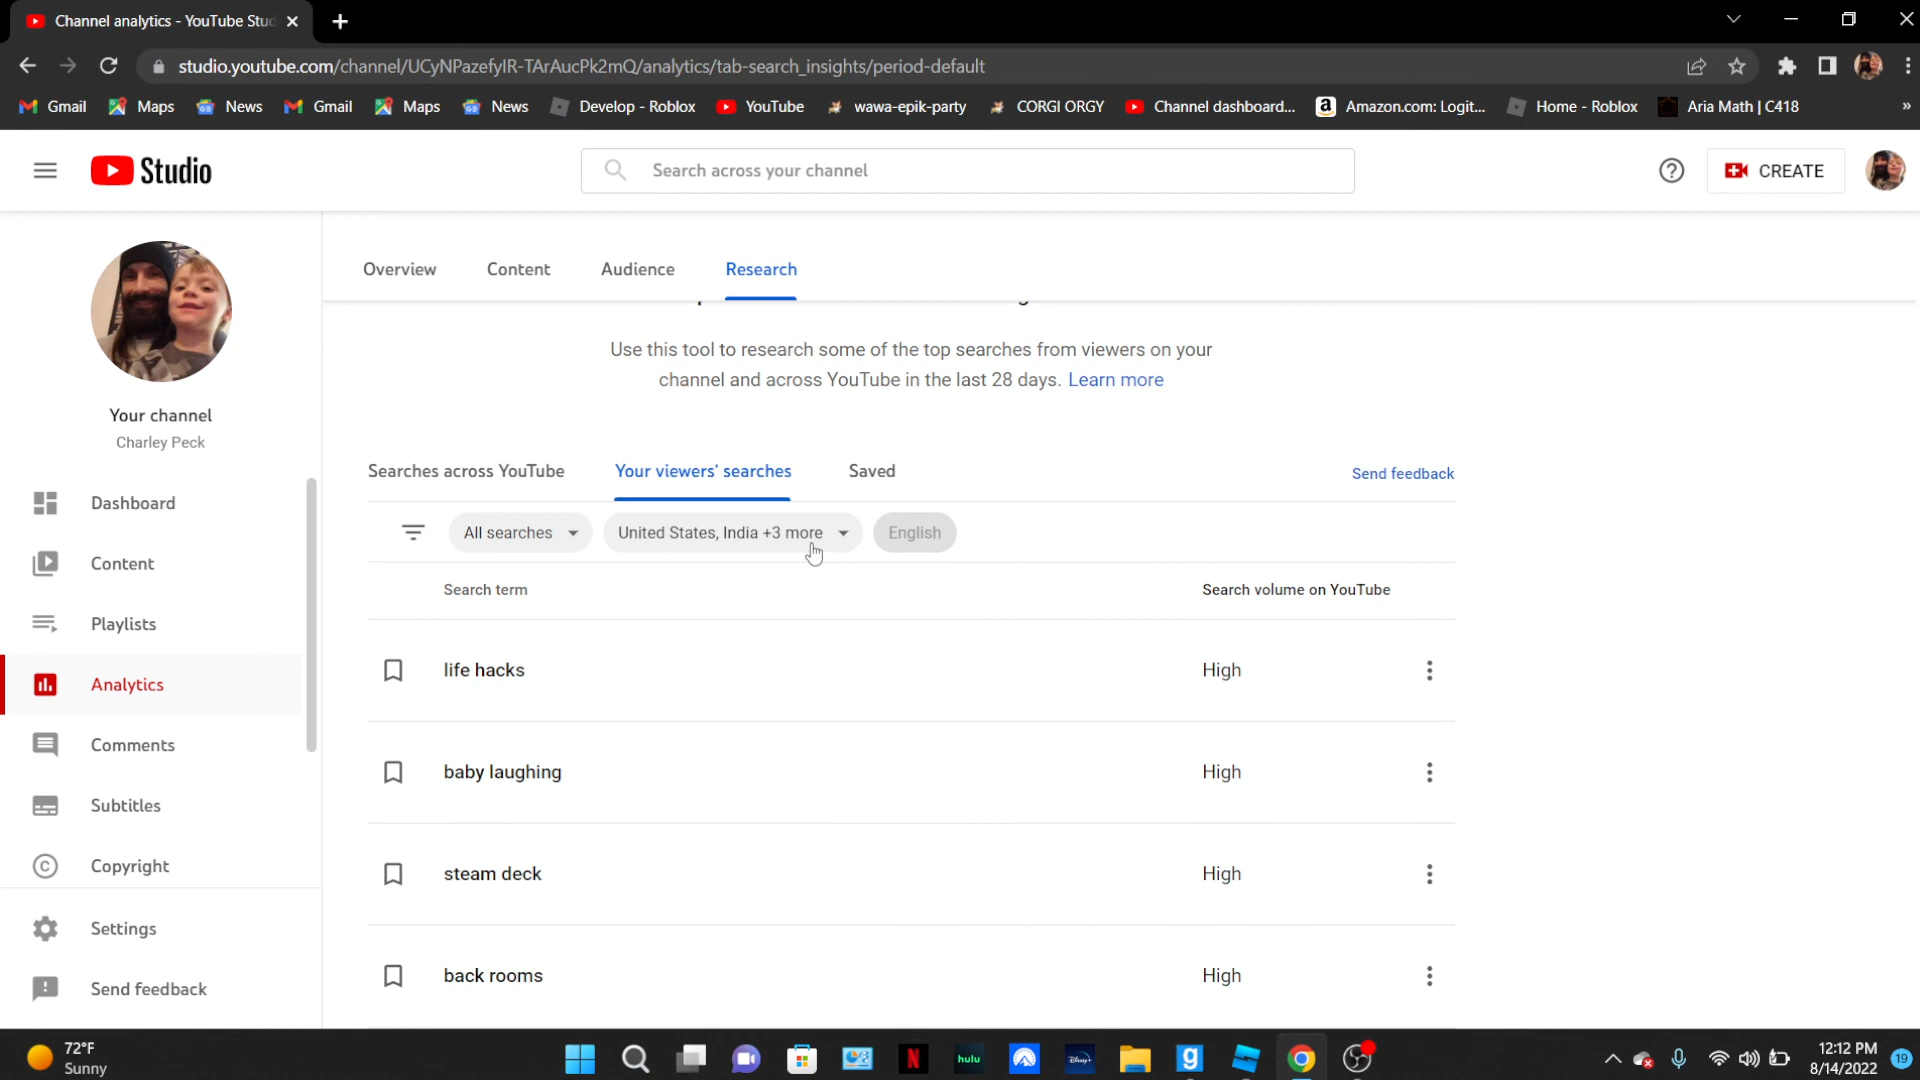 Channel analytics - YouTube Stud
studio.youtube.com/channel/UCyNPazefyIR-TArAucPk2mQ/analytics/tab-search_insights/period-default
Gmail Maps News Gmail Maps News Develop - Roblox YouTube wawa-epik-party CORGI ORGY Channel dashboard... Amazon.com: Logit... Home - Roblox Aria Math | C418 »
Studio
Search across your channel
CREATE
Overview Content Audience Research
Use this tool to research some of the top searches from viewers on your
channel and across YouTube in the last 28 days. Learn more
Your channel
Charley Peck
Searches across YouTube Your viewers' searches Saved Send feedback
Dashboard
All searches United States, India +3 more English
Content
Search term Search volume on YouTube
Playlists
life hacks High
Analytics
Comments
baby laughing High
Subtitles
Copyright
steam deck High
Settings
back rooms High
Send feedback
72°F
Sunny
hulu
Disney+
12:12 PM
8/14/2022
19